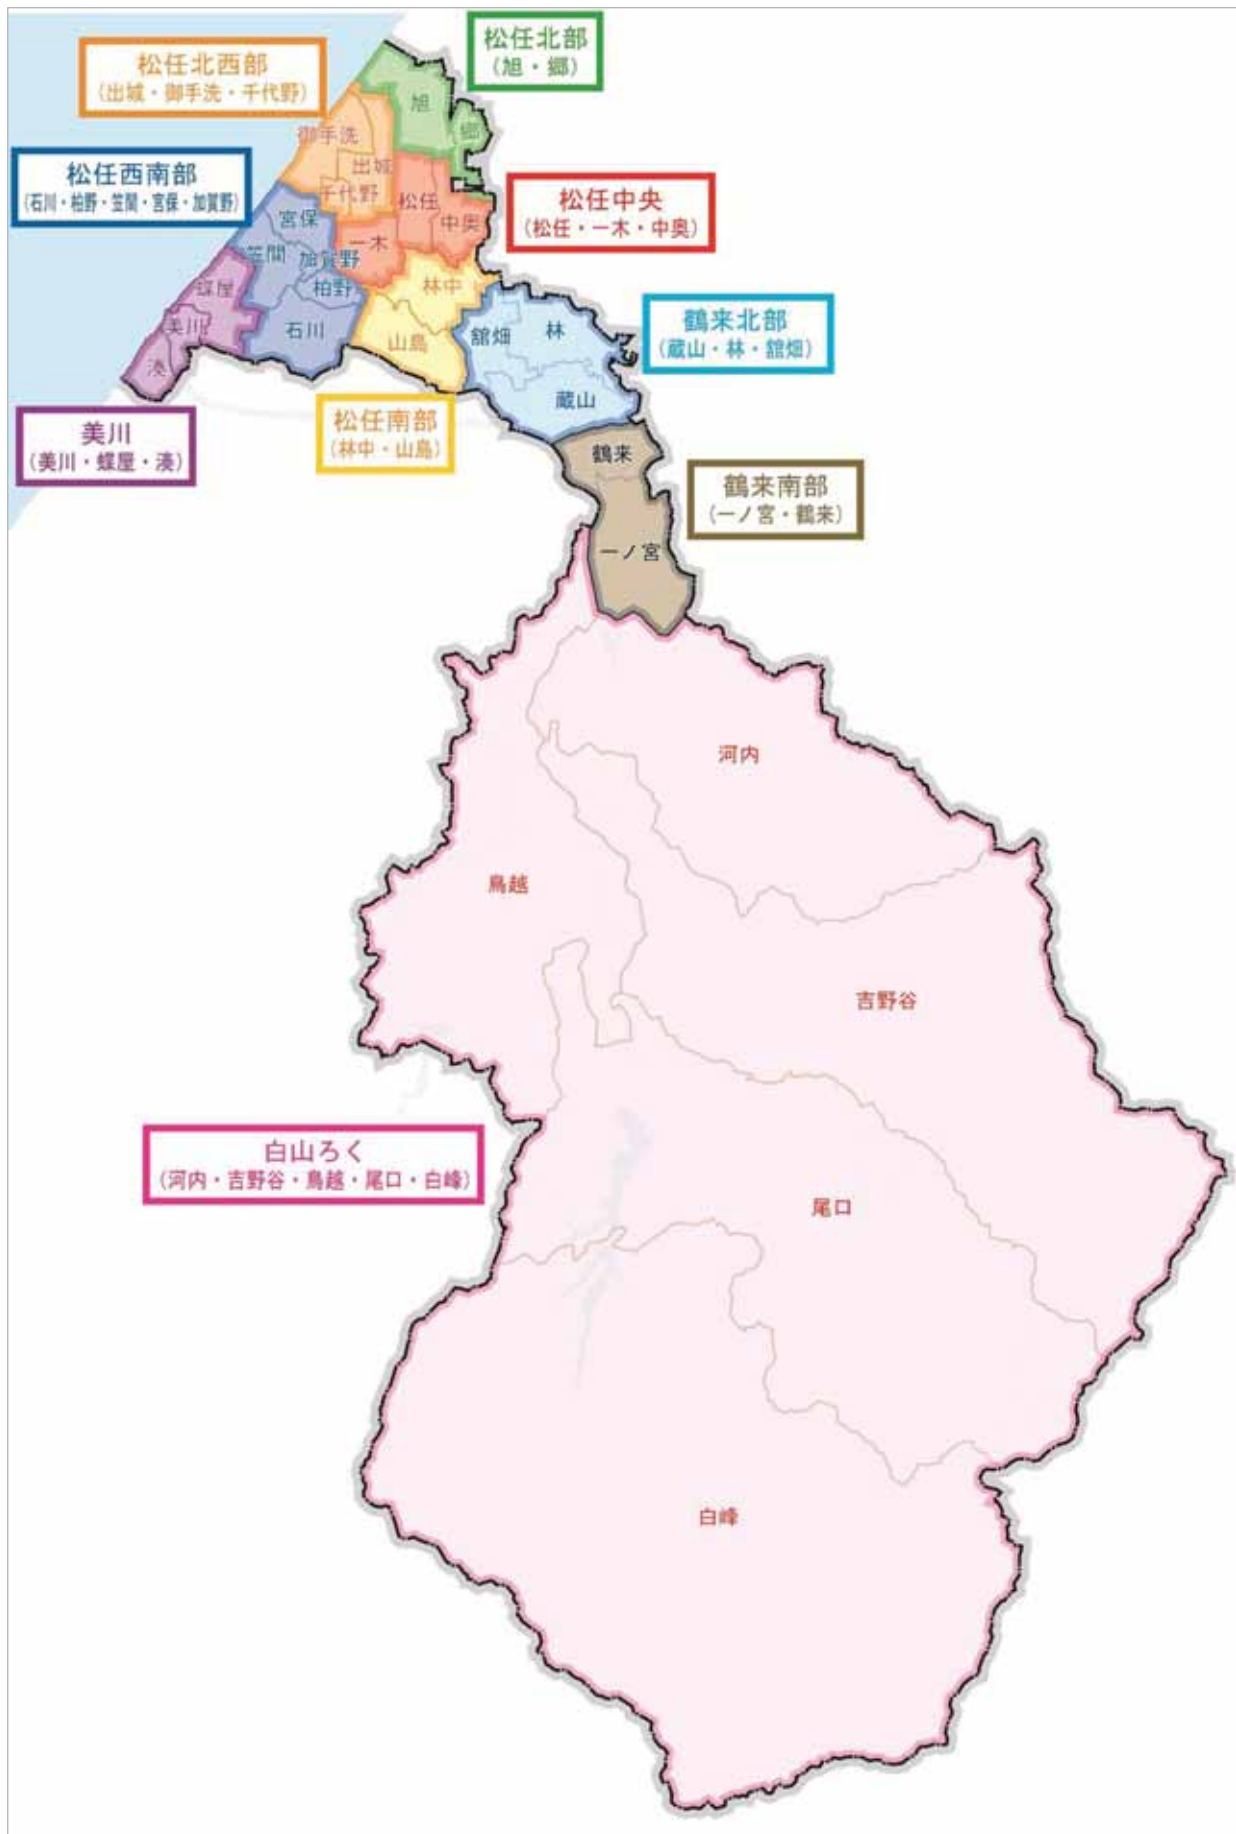 松任北部
(旭・郷)
松任北西部
(出城・御手洗・千代野)
松任西南部
(石川・柏野・笠間・宮保・加賀野)
松任中央
(松任・一木・中奥)
鶴来北部
(蔵山・林・舘畑)
美川
(美川・蝶屋・湊)
松任南部
(林中・山島)
鶴来南部
(一ノ宮・鶴来)
白山ろく
(河内・吉野谷・鳥越・尾口・白峰)
旭
郷
御手洗
出城
千代野
松任
中奥
一木
宮保
笠間
加賀野
柏野
石川
蝶屋
美川
湊
林中
山島
舘畑
林
蔵山
鶴来
一ノ宮
河内
鳥越
吉野谷
尾口
白峰